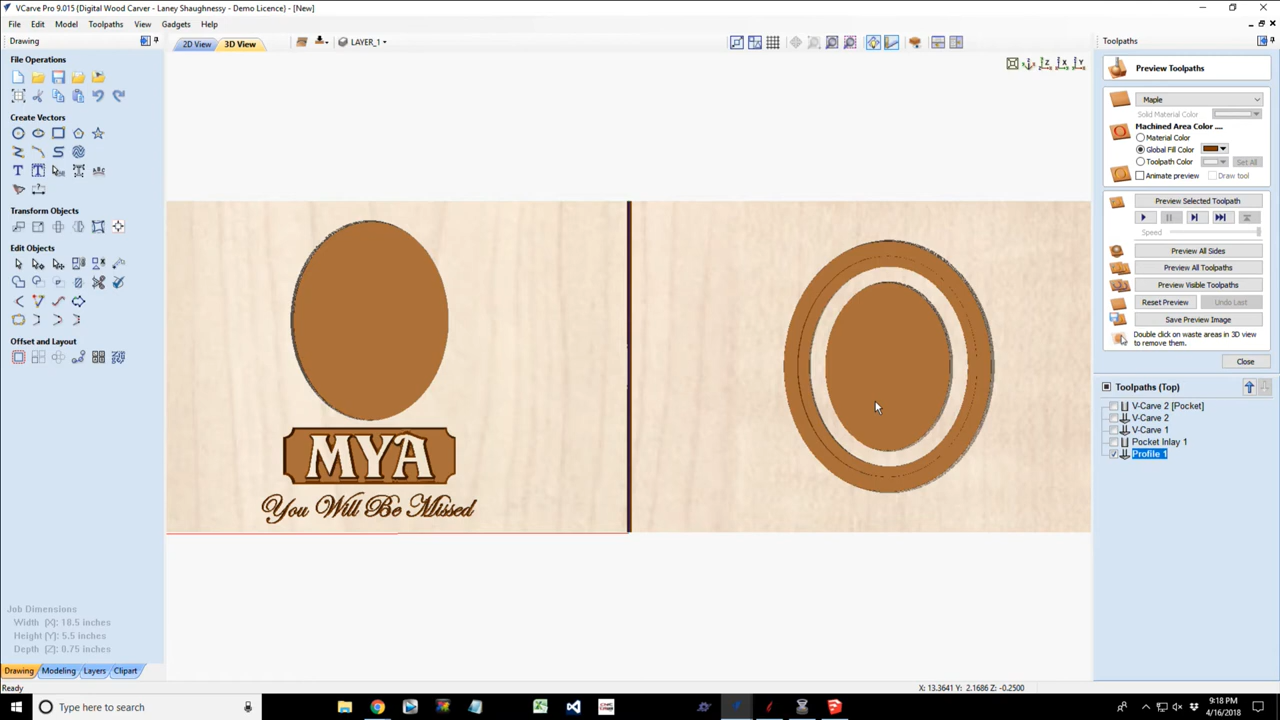 VCarve Pro 9.015 {Digital Wood Carver - Laney Shaughnessy - Demo Licence} - [New]
File Edit Model Toolpaths View Gadgets Help
Drawing
2D View 3D View LAYER_1
Toolpaths
File Operations
Create Vectors
Transform Objects
Edit Objects
Offset and Layout
Job Dimensions
Width (X): 18.5 inches
Height (Y): 5.5 inches
Depth (Z): 0.75 inches
Drawing Modeling Layers Clipart
Ready
MYA
You Will Be Missed
Preview Toolpaths
Maple
Solid Material Color
Machined Area Color ....
Material Color
Global Fill Color
Toolpath Color Set All
Animate preview Draw tool
Preview Selected Toolpath
Speed
Preview All Sides
Preview All Toolpaths
Preview Visible Toolpaths
Reset Preview Undo Last
Save Preview Image
Double click on waste areas in 3D view
to remove them.
Close
Toolpaths (Top)
V-Carve 2 [Pocket]
V-Carve 2
V-Carve 1
Pocket Inlay 1
Profile 1
X: 13.3641 Y: 2.1686 Z: -0.2500
Type here to search
9:18 PM
4/16/2018